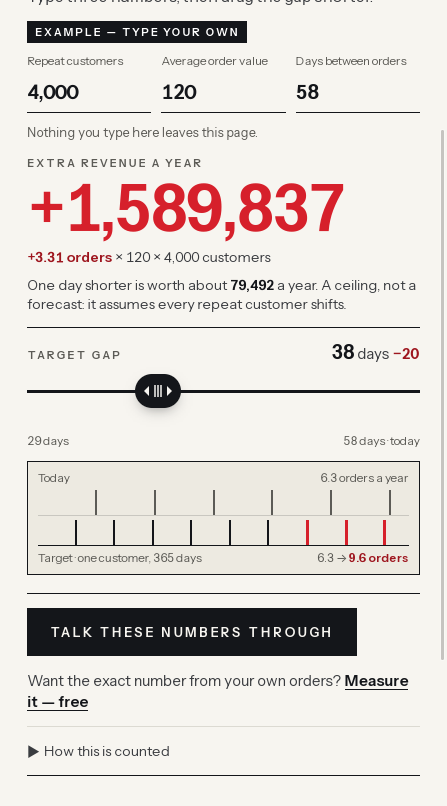 EXAMPLE — TYPE YOUR OWN
Repeat customers
Average order value
Days between orders
4,000
120
58
Nothing you type here leaves this page.
EXTRA REVENUE A YEAR
+1,589,837
+3.31 orders × 120 × 4,000 customers
One day shorter is worth about 79,492 a year. A ceiling, not a
forecast: it assumes every repeat customer shifts.
TARGET GAP
38 days −20
29 days
58 days · today
Today
6.3 orders a year
Target · one customer, 365 days
6.3 → 9.6 orders
TALK THESE NUMBERS THROUGH
Want the exact number from your own orders? Measure
it — free
▶ How this is counted